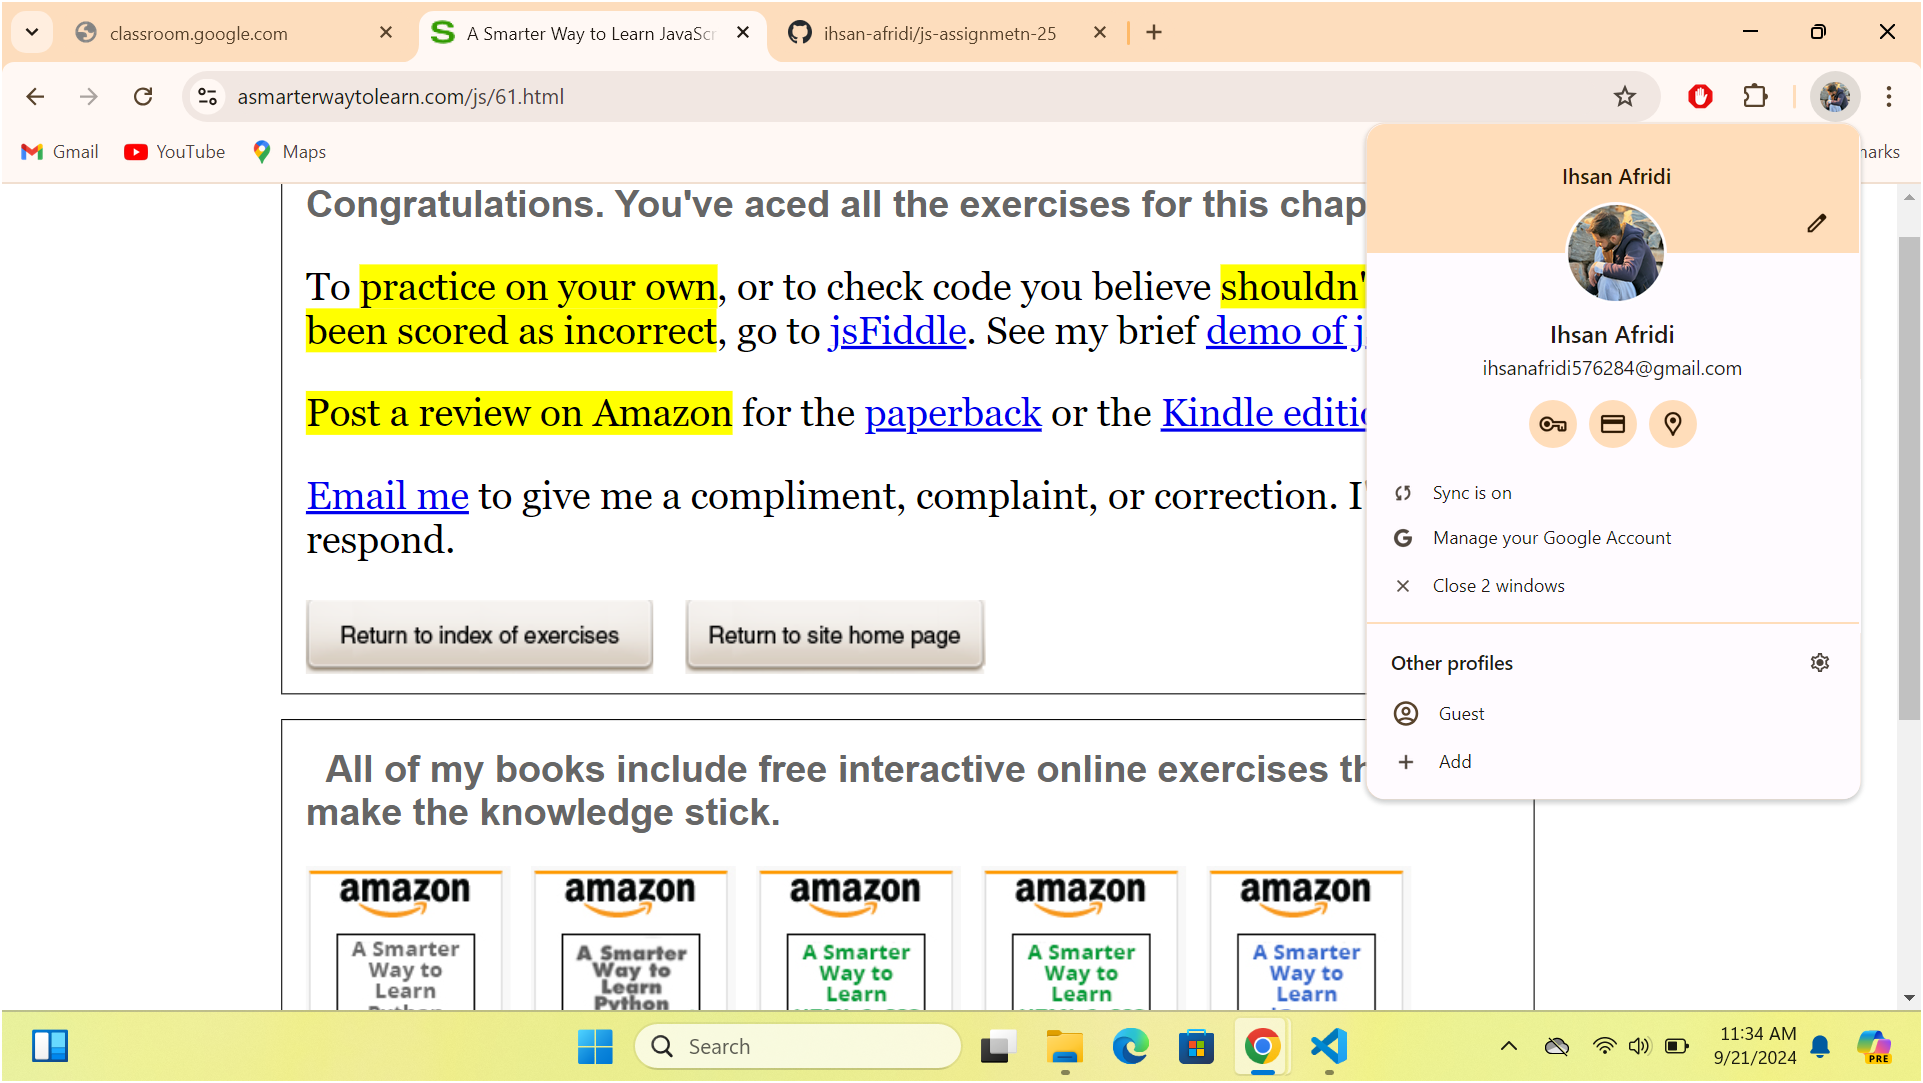 classroom.google.com
A Smarter Way to Learn JavaScr
ihsan-afridi/js-assignmetn-25
asmarterwaytolearn.com/js/61.html
Gmail
YouTube
Maps
marks
Congratulations. You've aced all the exercises for this chap
To practice on your own, or to check code you believe shouldn'
been scored as incorrect, go to jsFiddle. See my brief demo of j
Post a review on Amazon for the paperback or the Kindle editio
Email me to give me a compliment, complaint, or correction. I'
respond.
Return to index of exercises
Return to site home page
All of my books include free interactive online exercises th
make the knowledge stick.
amazon
A Smarter
Way to
Learn
Python
amazon
A Smarter
Way to
Learn
Python
amazon
A Smarter
Way to
Learn
HTML & CSS
amazon
A Smarter
Way to
Learn
HTML & CSS
amazon
A Smarter
Way to
Learn
Ihsan Afridi
Ihsan Afridi
ihsanafridi576284@gmail.com
Sync is on
Manage your Google Account
Close 2 windows
Other profiles
Guest
Add
Search
11:34 AM
9/21/2024
PRE